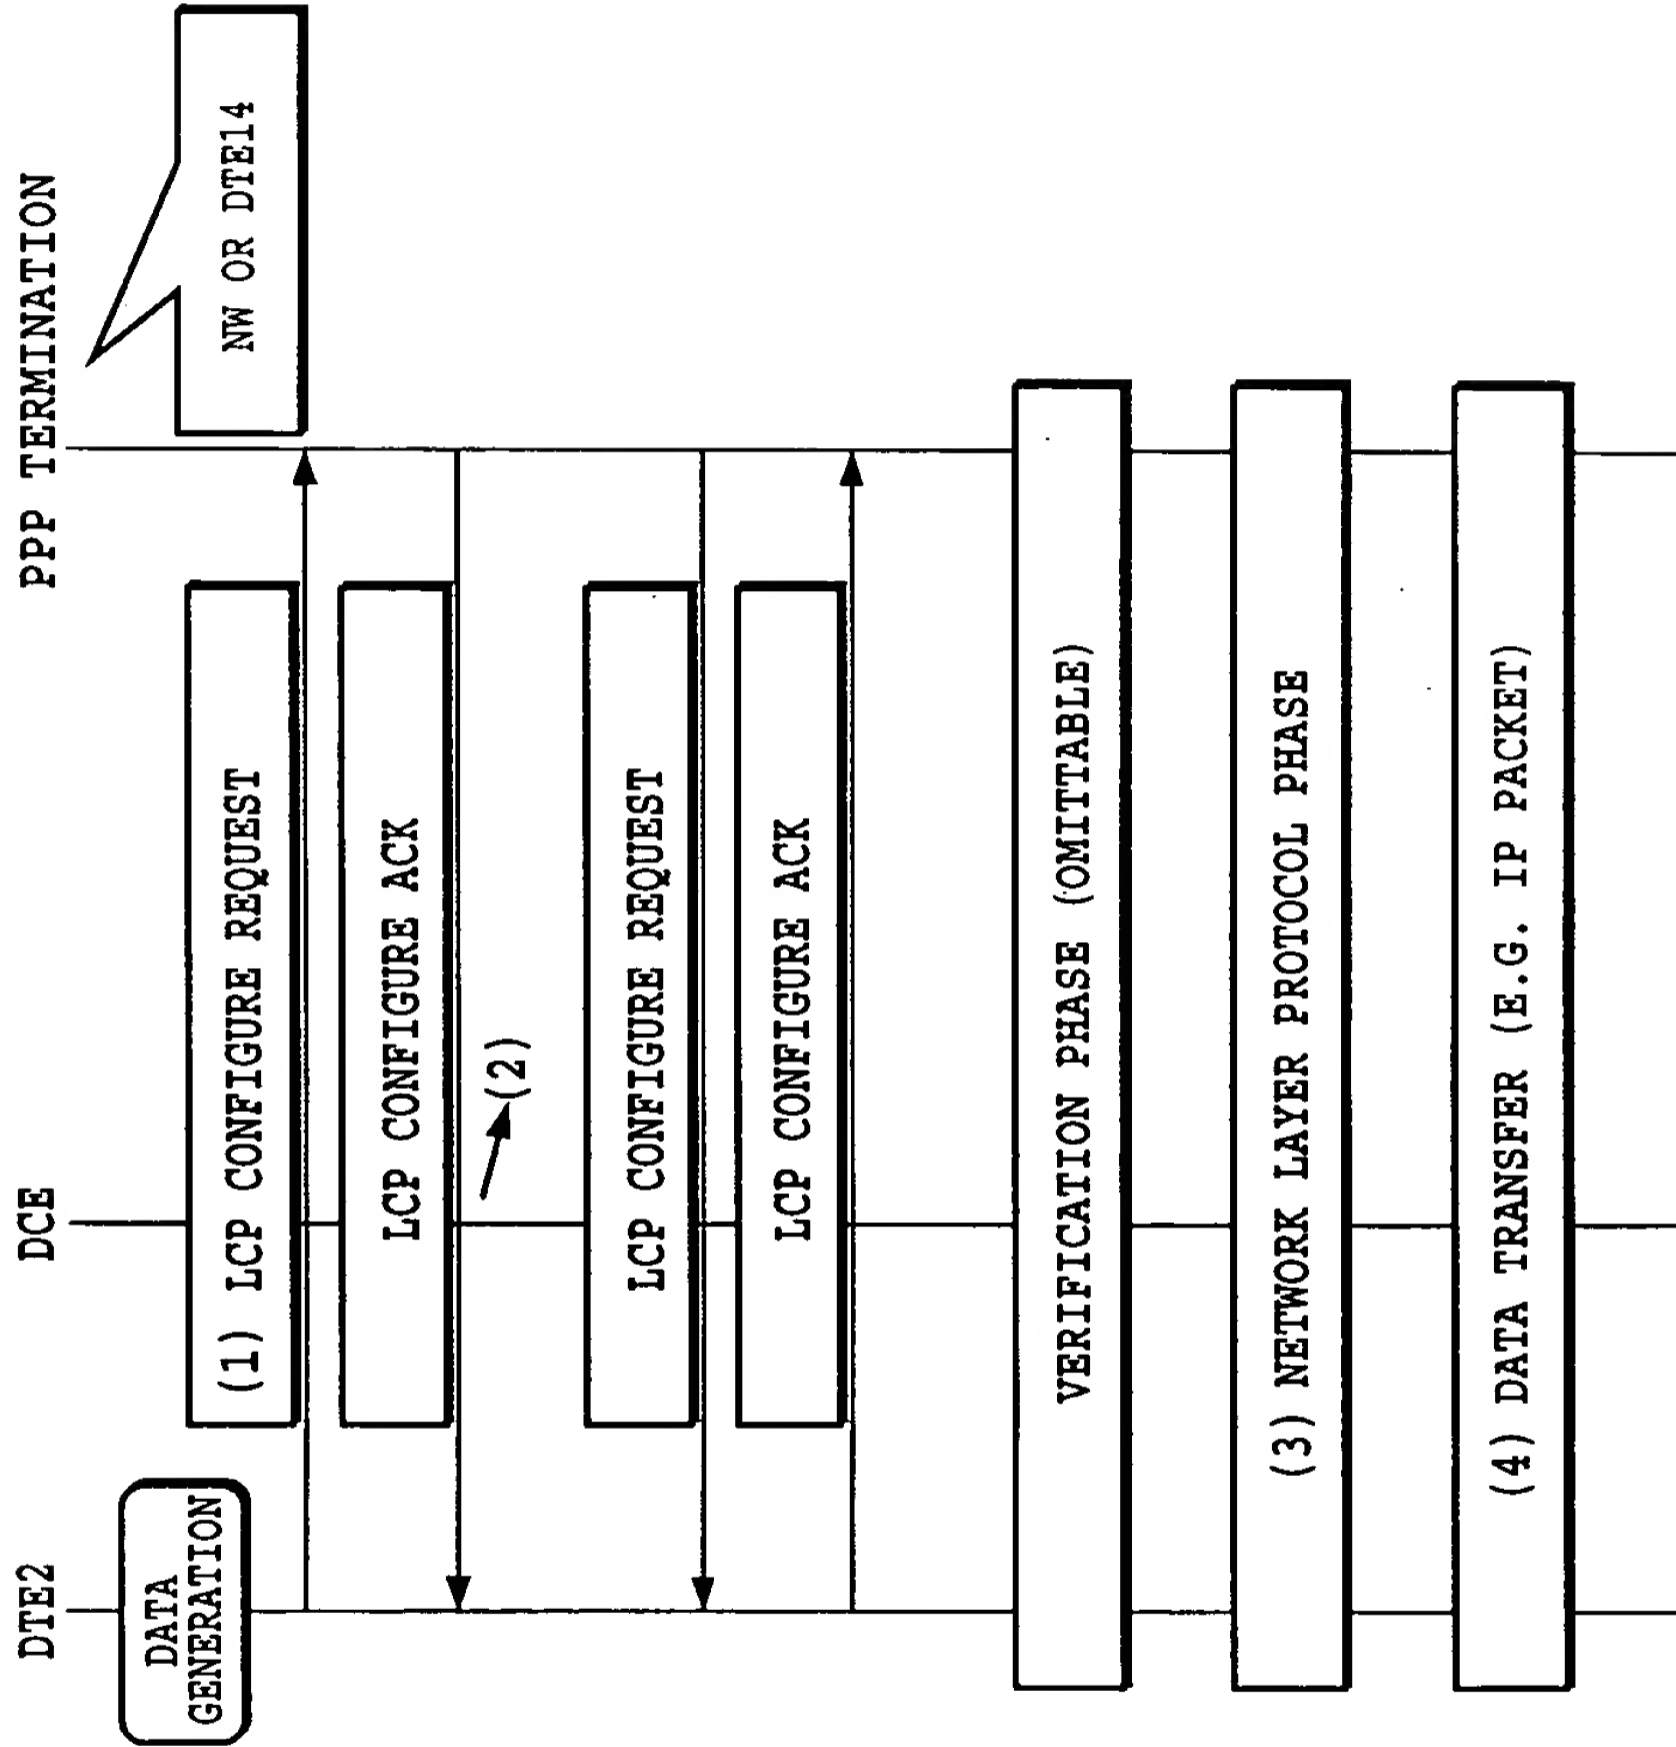 DTE2
DCE
PPP TERMINATION
DATA
GENERATION
NW OR DTE14
(1) LCP CONFIGURE REQUEST
LCP CONFIGURE ACK
(2)
LCP CONFIGURE REQUEST
LCP CONFIGURE ACK
VERIFICATION PHASE (OMITTABLE)
(3) NETWORK LAYER PROTOCOL PHASE
(4) DATA TRANSFER (E.G. IP PACKET)